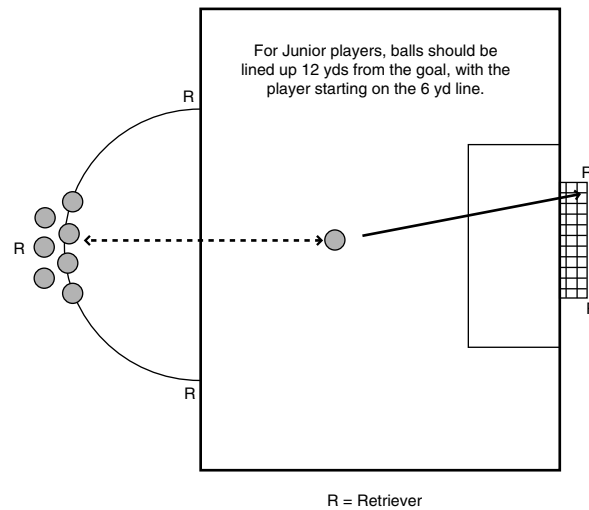 For Junior players, balls should be
lined up 12 yds from the goal, with the
player starting on the 6 yd line.
R
R
R
R
R
R = Retriever